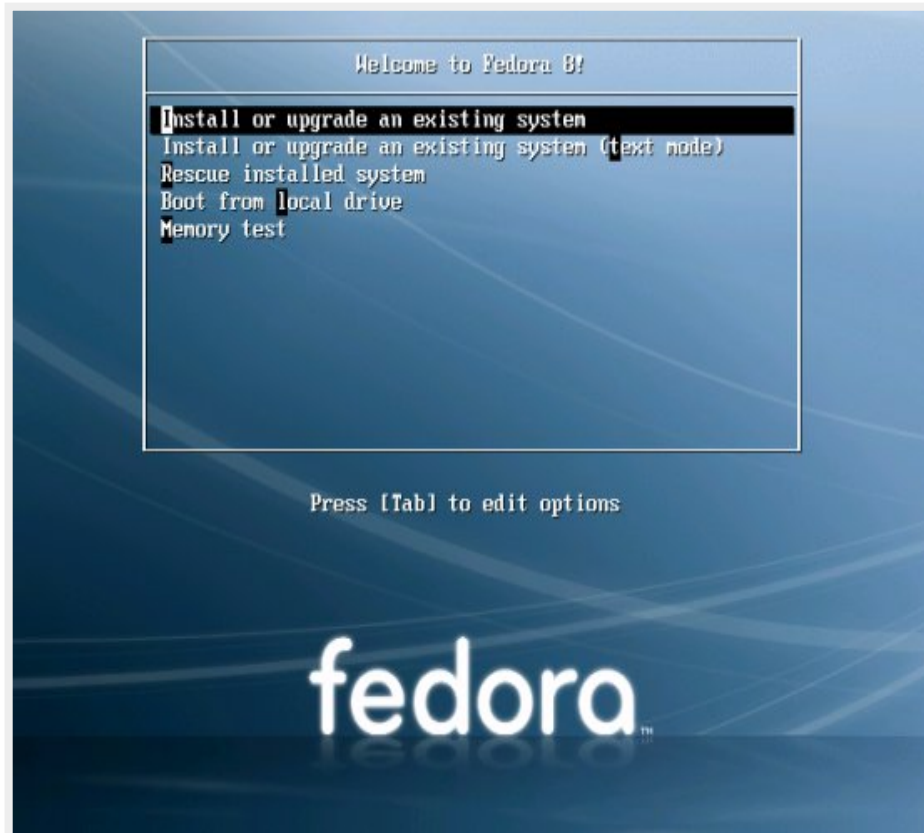 Welcome to Fedora 8!
Install or upgrade an existing system
Install or upgrade an existing system (text mode)
Rescue installed system
Boot from local drive
Memory test
Press [Tab] to edit options
fedora™